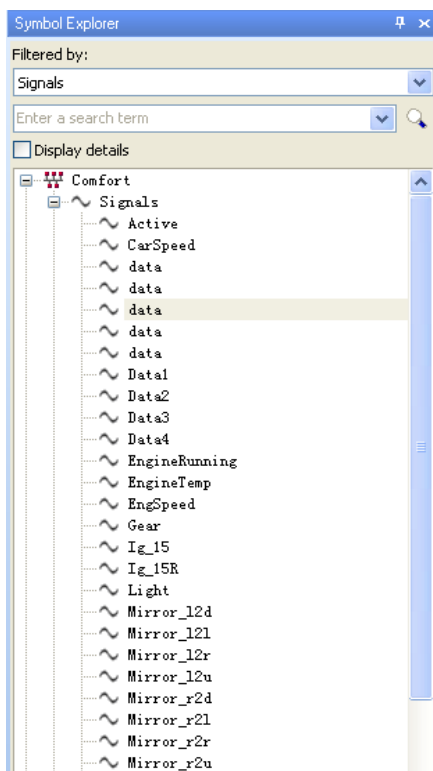 Symbol Explorer
Filtered by:
Signals
Enter a search term
Display details
Comfort
Signals
Active
CarSpeed
data
data
data
data
data
Data1
Data2
Data3
Data4
EngineRunning
EngineTemp
EngSpeed
Gear
Ig_15
Ig_15R
Light
Mirror_l2d
Mirror_l2l
Mirror_l2r
Mirror_l2u
Mirror_r2d
Mirror_r2l
Mirror_r2r
Mirror_r2u